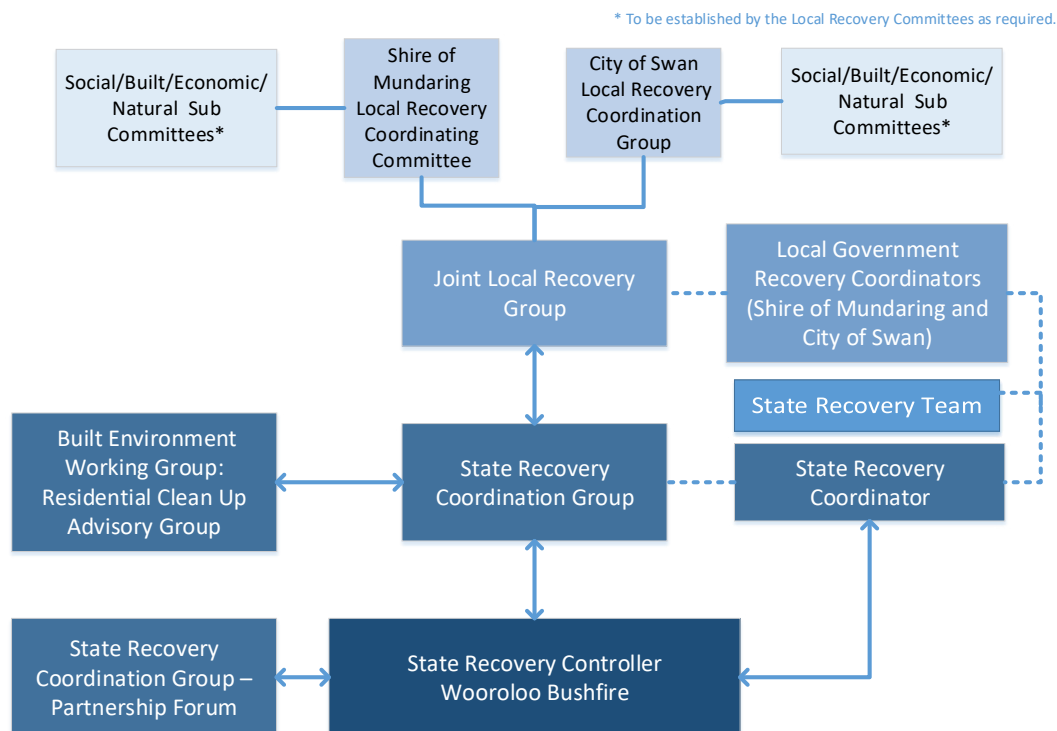 * To be established by the Local Recovery Committees as required.
Social/Built/Economic/
Natural Sub
Committees*
Shire of
Mundaring
Local Recovery
Coordinating
Committee
City of Swan
Local Recovery
Coordination
Group
Social/Built/Economic/
Natural Sub
Committees*
Joint Local Recovery
Group
Local Government
Recovery Coordinators
(Shire of Mundaring and
City of Swan)
State Recovery Team
Built Environment
Working Group:
Residential Clean Up
Advisory Group
State Recovery
Coordination Group
State Recovery
Coordinator
State Recovery
Coordination Group –
Partnership Forum
State Recovery Controller
Wooroloo Bushfire